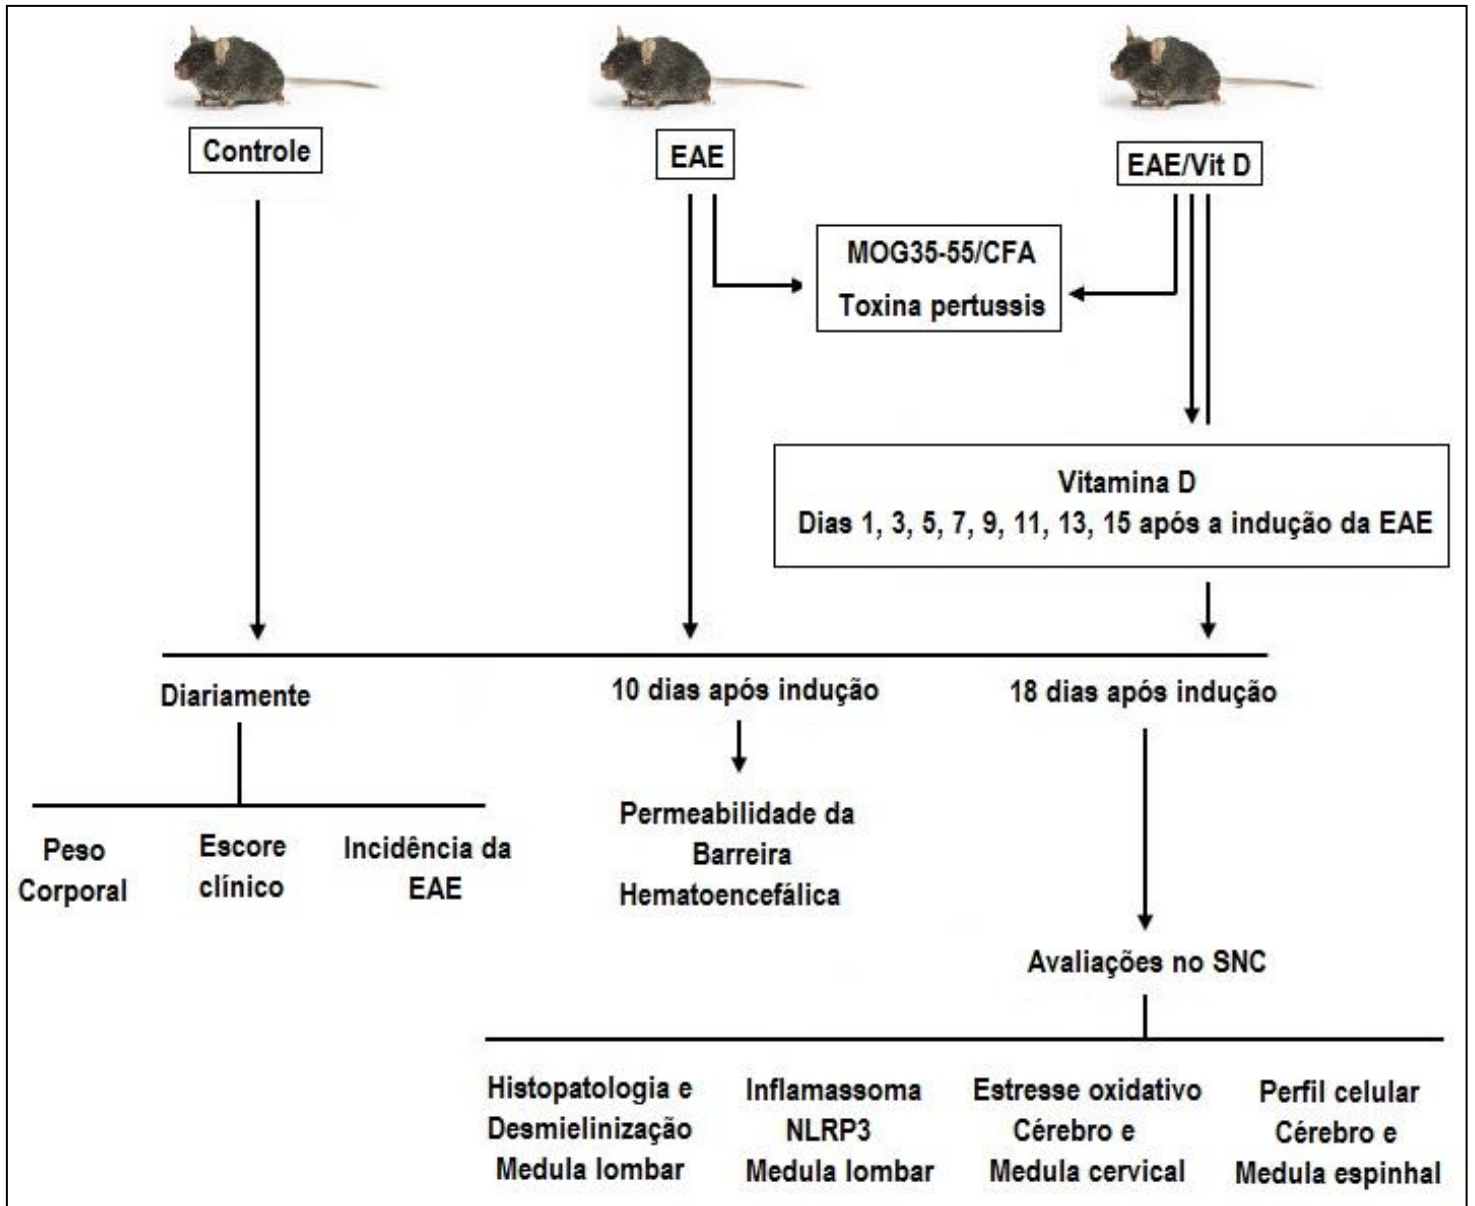 Controle
EAE
EAE/Vit D
MOG35-55/CFA
Toxina pertussis
Vitamina D
Dias 1, 3, 5, 7, 9, 11, 13, 15 após a indução da EAE
Diariamente
10 dias após indução
18 dias após indução
Peso
Corporal
Escore
clínico
Incidência da
EAE
Permeabilidade da
Barreira
Hematoencefálica
Avaliações no SNC
Histopatologia e
Desmielinização
Medula lombar
Inflamassoma
NLRP3
Medula lombar
Estresse oxidativo
Cérebro e
Medula cervical
Perfil celular
Cérebro e
Medula espinhal